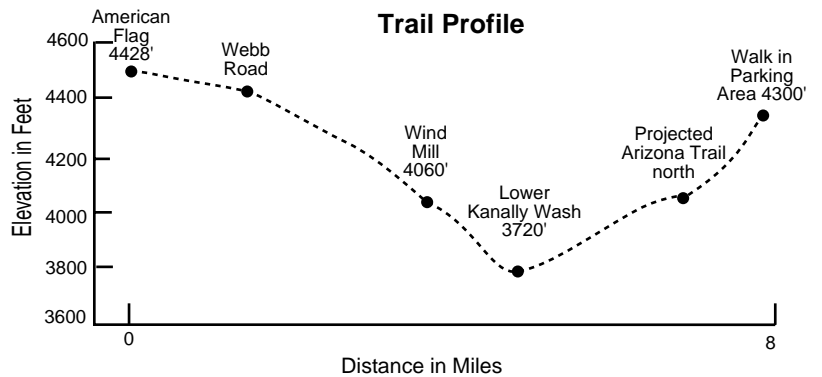 Trail Profile
American
Flag
4428'
Webb
Road
Wind
Mill
4060'
Lower
Kanally Wash
3720'
Projected
Arizona Trail
north
Walk in
Parking
Area 4300'
Elevation in Feet
4600
4400
4200
4000
3800
3600
0
8
Distance in Miles